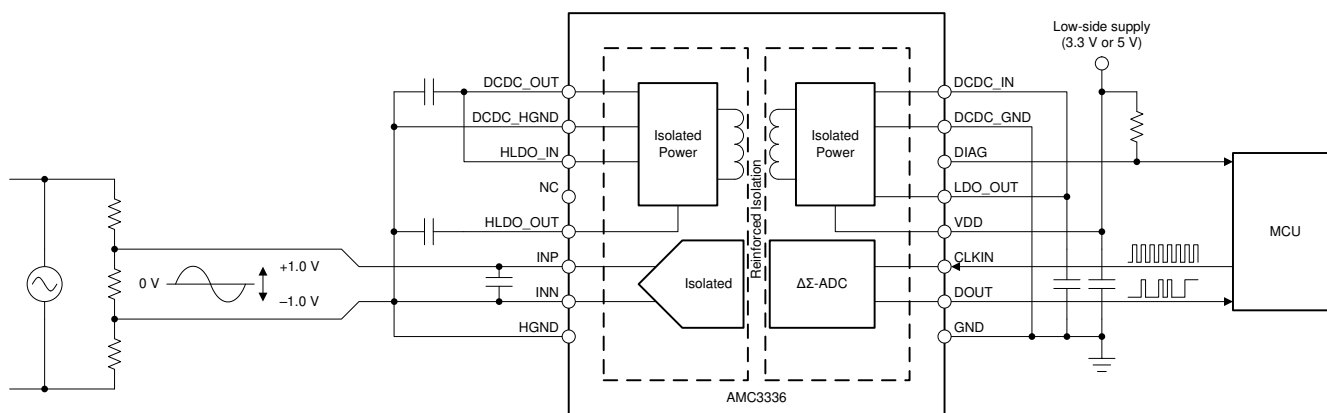 Low-side supply
(3.3 V or 5 V)
DCDC_OUT
DCDC_HGND
HLDO_IN
NC
HLDO_OUT
INP
INN
HGND
Isolated
Power
Reinforced Isolation
Isolated
Power
Isolated
ΔΣ-ADC
DCDC_IN
DCDC_GND
DIAG
LDO_OUT
VDD
CLKIN
DOUT
GND
MCU
0 V
+1.0 V
–1.0 V
AMC3336